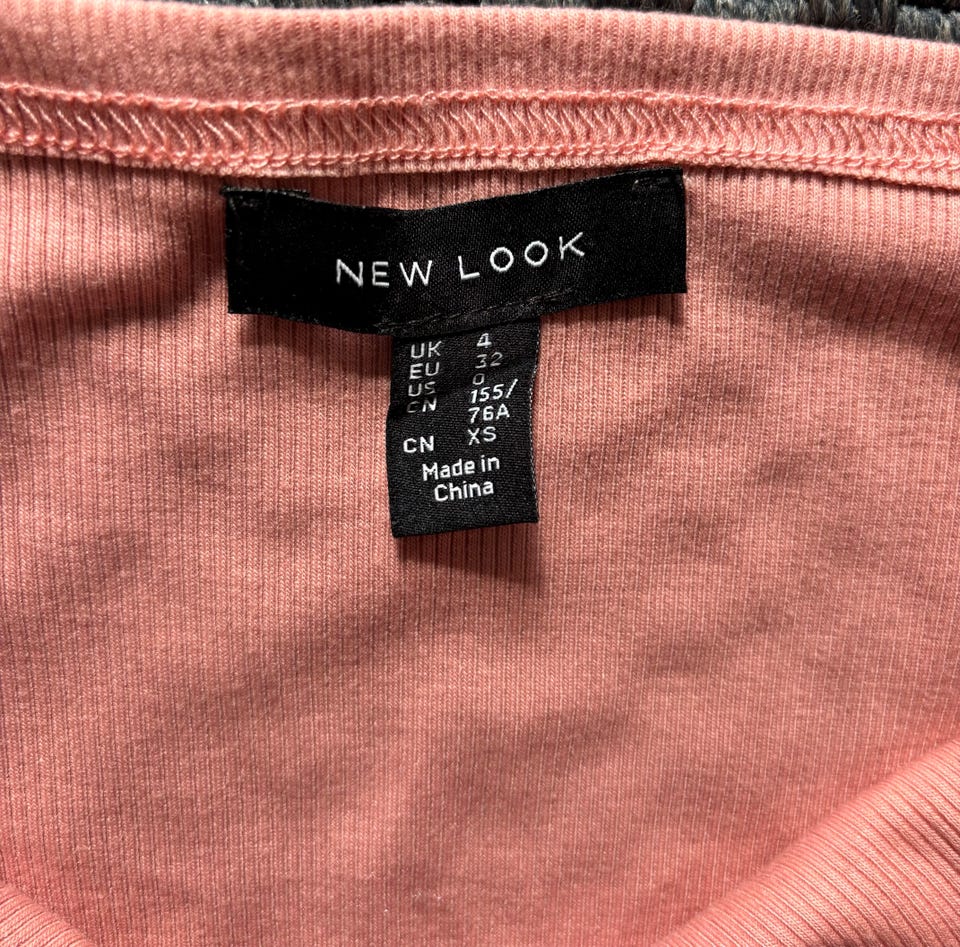 NEW LOOK
UK 4
EU 32
US 0
CN 155/
76A
CN XS
Made in
China